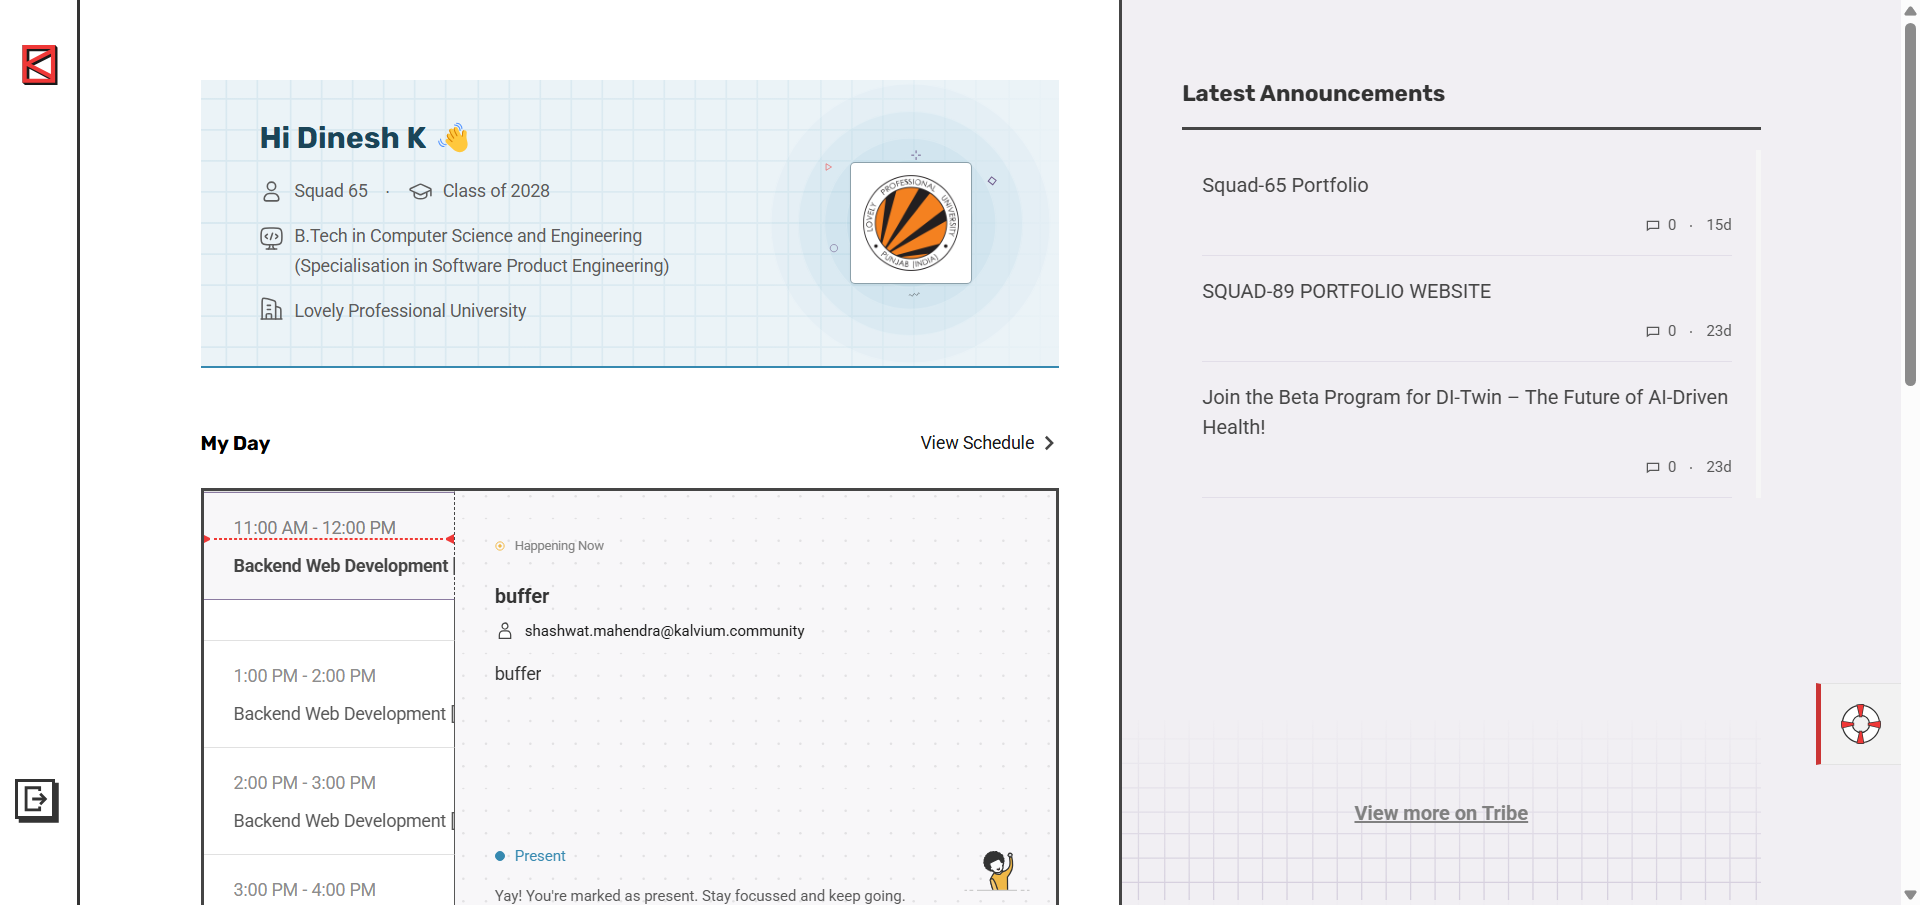 Hi Dinesh K 👋
Squad 65 · Class of 2028
B.Tech in Computer Science and Engineering
(Specialisation in Software Product Engineering)
Lovely Professional University
LOVELY PROFESSIONAL UNIVERSITY
PUNJAB (INDIA)
My Day
View Schedule
11:00 AM - 12:00 PM
Backend Web Development [
1:00 PM - 2:00 PM
Backend Web Development [
2:00 PM - 3:00 PM
Backend Web Development [
3:00 PM - 4:00 PM
Happening Now
buffer
shashwat.mahendra@kalvium.community
buffer
Present
Yay! You're marked as present. Stay focussed and keep going.
Latest Announcements
Squad-65 Portfolio
0 · 15d
SQUAD-89 PORTFOLIO WEBSITE
0 · 23d
Join the Beta Program for DI-Twin – The Future of AI-Driven
Health!
0 · 23d
View more on Tribe